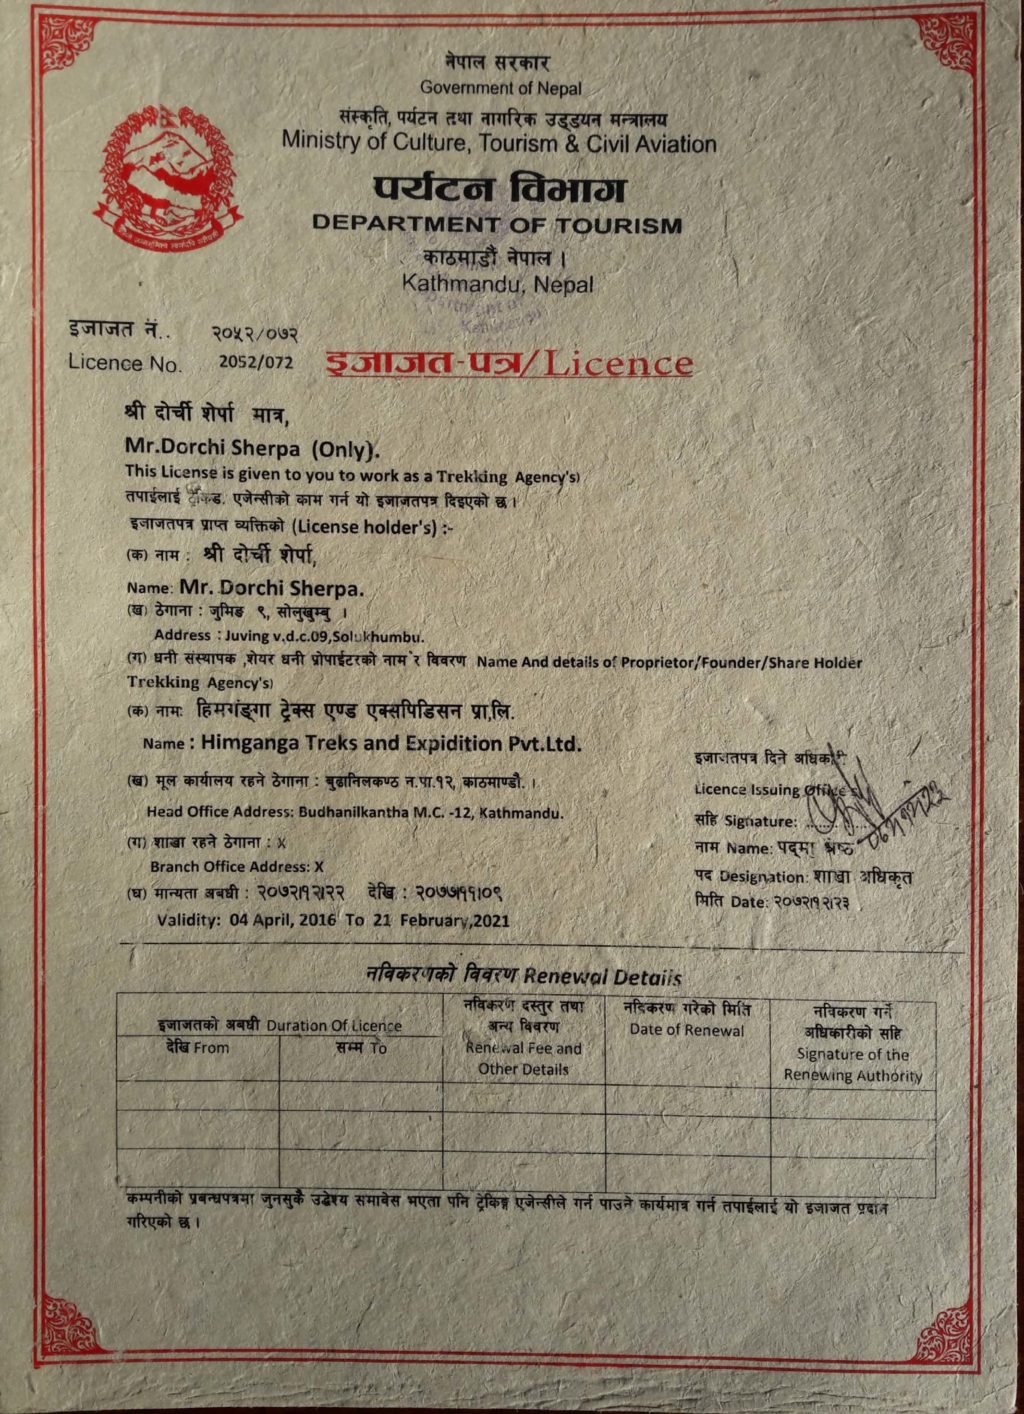 नेपाल सरकार
Government of Nepal
संस्कृति, पर्यटन तथा नागरिक उड्डयन मन्त्रालय
Ministry of Culture, Tourism & Civil Aviation
पर्यटन विभाग
DEPARTMENT OF TOURISM
काठमाडौं नेपाल ।
Kathmandu, Nepal
इजाजत नं.. २०५२/०७२
Licence No. 2052/072
इजाजत-पत्र/Licence
श्री दोर्ची शेर्पा मात्र,
Mr.Dorchi Sherpa (Only).
This License is given to you to work as a Trekking Agency's)
तपाईलाई एजेन्सीको काम गर्न यो इजाजतपत्र दिइएको छ ।
इजाजतपत्र प्राप्त व्यक्तिको (License holder's) :-
(क) नाम : श्री दोर्ची शेर्पा,
Name: Mr. Dorchi Sherpa.
(ख) ठेगाना : जुभिङ ९, सोलुखुम्बु ।
Address : Juving v.d.c.09,Solukhumbu.
(ग) धनी संस्थापक ,शेयर धनी प्रोपाईटरको नाम र विवरण Name And details of Proprietor/Founder/Share Holder
Trekking Agency's)
(क) नामः हिमगंङ्गा ट्रेक्स एण्ड एक्सपिडिसन प्रा,लि.
Name : Himganga Treks and Expidition Pvt.Ltd.
(ख) मूल कार्यालय रहने ठेगाना : बुढानिलकण्ठ न.पा.१२, काठमाण्डौ. ।
Head Office Address: Budhanilkantha M.C. -12, Kathmandu.
(ग) शाखा रहने ठेगाना : X
Branch Office Address: X
(घ) मान्यता अबधी : २०७२।१२।२२ देखि : २०७७।११।०९
Validity: 04 April, 2016 To 21 February,2021
इजाजतपत्र दिने अधिकारी
Licence Issuing Office
सहि Signature:
नाम Name: पद्मा श्रेष्ठ
पद Designation: शाखा अधिकृत
मिति Date: २०७२।१२।२३
नविकरणको विवरण Renewal Details
इजाजतको अबधी Duration Of Licence
देखि From
सम्म To
नविकरण दस्तुर तथा
अन्य विवरण
Renewal Fee and
Other Details
नविकरण गरेको मिति
Date of Renewal
नविकरण गर्ने
अधिकारीको सहि
Signature of the
Renewing Authority
कम्पनीको प्रबन्धपत्रमा जुनसुकै उद्धेश्य समावेस भएता पनि ट्रेकिङ्ग एजेन्सीले गर्न पाउने कार्यमात्र गर्न तपाईलाई यो इजाजत प्रदान
गरिएको छ ।